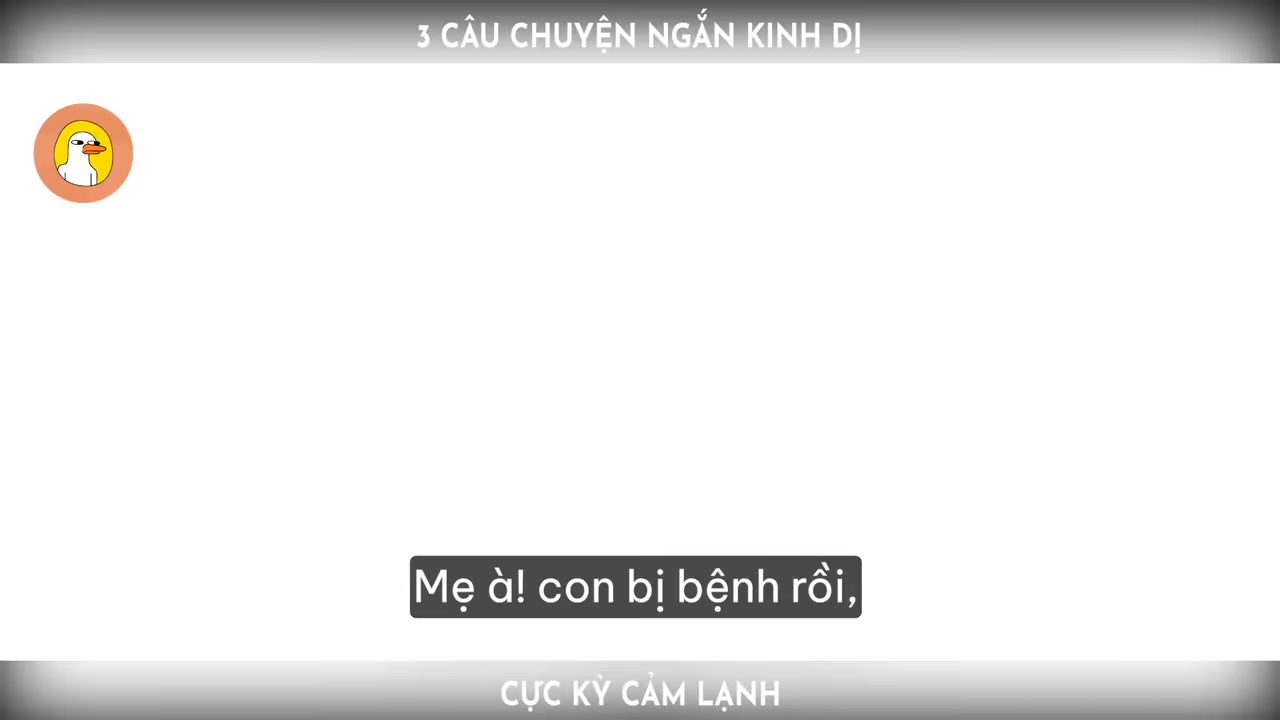 3 CÂU CHUYỆN NGẮN KINH DỊ
Mẹ à! con bị bệnh rồi,
CỰC KỲ CẢM LẠNH